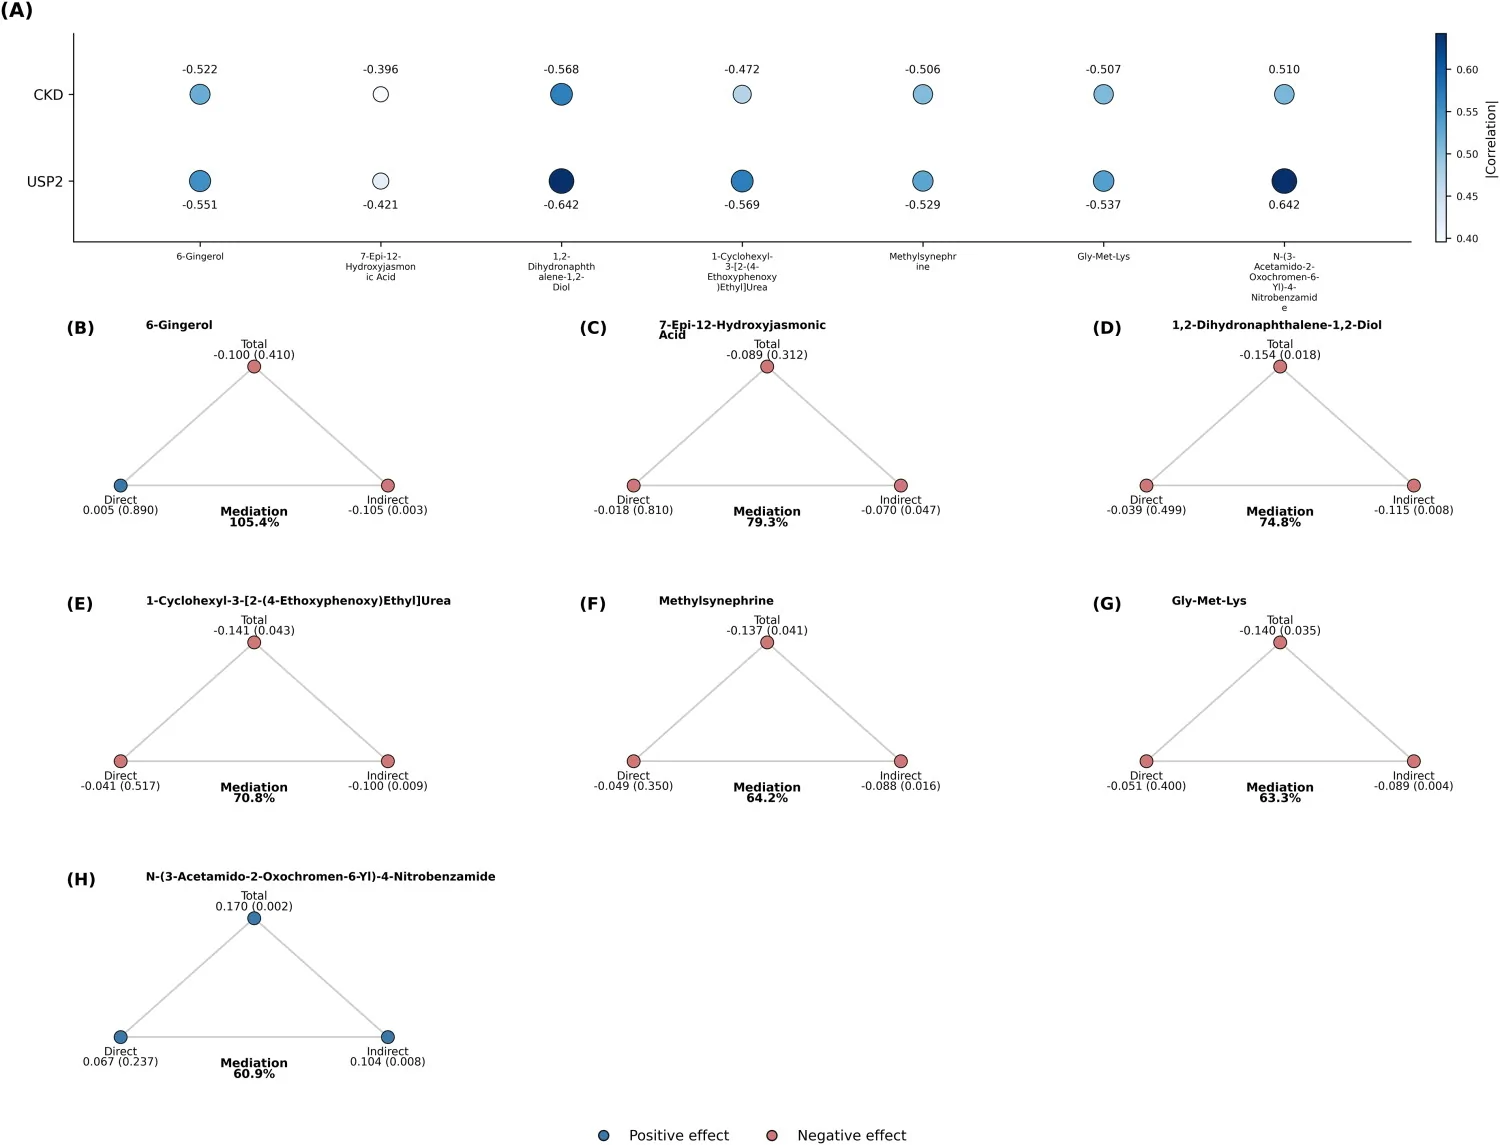 (A)
-0.522 -0.396 -0.568 -0.472 -0.506 -0.507 0.510
CKD
USP2
-0.551 -0.421 -0.642 -0.569 -0.529 -0.537 0.642
0.60
0.55
0.50
0.45
0.40
|Correlation|
6-Gingerol
7-Epi-12-
Hydroxyjasmon
ic Acid
1,2-
Dihydronaphth
alene-1,2-
Diol
1-Cyclohexyl-
3-[2-(4-
Ethoxyphenoxy
)Ethyl]Urea
Methylsynephr
ine
Gly-Met-Lys
N-(3-
Acetamido-2-
Oxochromen-6-
Yl)-4-
Nitrobenzamid
e
(B) 6-Gingerol
Total
-0.100 (0.410)
Direct
0.005 (0.890)
Mediation
105.4%
Indirect
-0.105 (0.003)
(C) 7-Epi-12-Hydroxyjasmonic
Acid
Total
-0.089 (0.312)
Direct
-0.018 (0.810)
Mediation
79.3%
Indirect
-0.070 (0.047)
(D) 1,2-Dihydronaphthalene-1,2-Diol
Total
-0.154 (0.018)
Direct
-0.039 (0.499)
Mediation
74.8%
Indirect
-0.115 (0.008)
(E) 1-Cyclohexyl-3-[2-(4-Ethoxyphenoxy)Ethyl]Urea
Total
-0.141 (0.043)
Direct
-0.041 (0.517)
Mediation
70.8%
Indirect
-0.100 (0.009)
(F) Methylsynephrine
Total
-0.137 (0.041)
Direct
-0.049 (0.350)
Mediation
64.2%
Indirect
-0.088 (0.016)
(G) Gly-Met-Lys
Total
-0.140 (0.035)
Direct
-0.051 (0.400)
Mediation
63.3%
Indirect
-0.089 (0.004)
(H) N-(3-Acetamido-2-Oxochromen-6-Yl)-4-Nitrobenzamide
Total
0.170 (0.002)
Direct
0.067 (0.237)
Mediation
60.9%
Indirect
0.104 (0.008)
Positive effect Negative effect